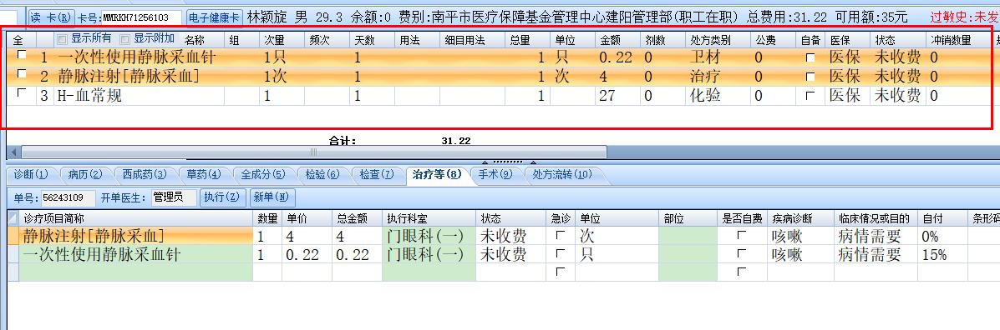 读 卡(R) 卡号: MMRKH71256103 电子健康卡 林颖旋 男 29.3 余额:0 费别:南平市医疗保障基金管理中心建阳管理部(职工在职) 总费用:31.22 可用额:35元 过敏史:未发
全 显示所有 显示附加 名称 组 次量 频次 天数 用法 细目用法 总量 单位 金额 剂数 处方类别 公费 自备 医保 状态 冲销数量
1 一次性使用静脉采血针 1只 1 1 只 0.22 0 卫材 0 医保 未收费 0
2 静脉注射[静脉采血] 1次 1 1 次 4 0 治疗 0 医保 未收费 0
3 H-血常规 1 1 1 27 0 化验 0 医保 未收费 0
合计: 31.22
诊断(1) 病历(2) 西成药(3) 草药(4) 全成分(5) 检验(6) 检查(7) 治疗等(8) 手术(9) 处方流转(10)
单号: 56243109 开单医生: 管理员 执行(Z) 新单(N)
诊疗项目简称 数量 单价 总金额 执行科室 状态 急诊 单位 部位 是否自费 疾病诊断 临床情况或目的 自付 条形码
静脉注射[静脉采血] 1 4 4 门眼科(一) 未收费 次 咳嗽 病情需要 0%
一次性使用静脉采血针 1 0.22 0.22 门眼科(一) 未收费 只 咳嗽 病情需要 15%